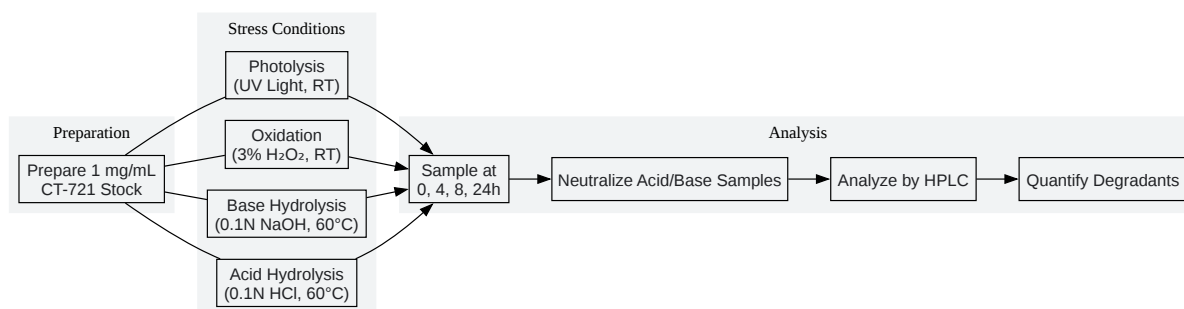 Stress Conditions
Photolysis
(UV Light, RT)
Preparation
Analysis
Oxidation
(3% H₂O₂, RT)
Prepare 1 mg/mL
CT-721 Stock
Sample at
0, 4, 8, 24h
Neutralize Acid/Base Samples
Analyze by HPLC
Quantify Degradants
Base Hydrolysis
(0.1N NaOH, 60°C)
Acid Hydrolysis
(0.1N HCl, 60°C)